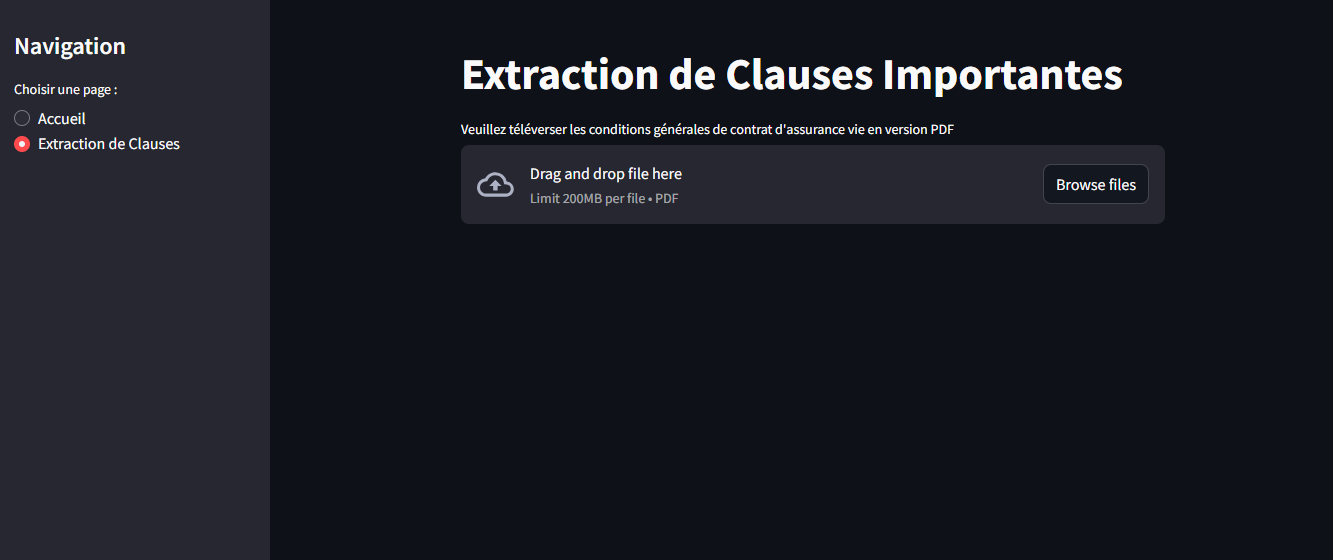 Navigation
Choisir une page :
Accueil
Extraction de Clauses
Extraction de Clauses Importantes
Veuillez téléverser les conditions générales de contrat d'assurance vie en version PDF
Drag and drop file here
Limit 200MB per file • PDF
Browse files